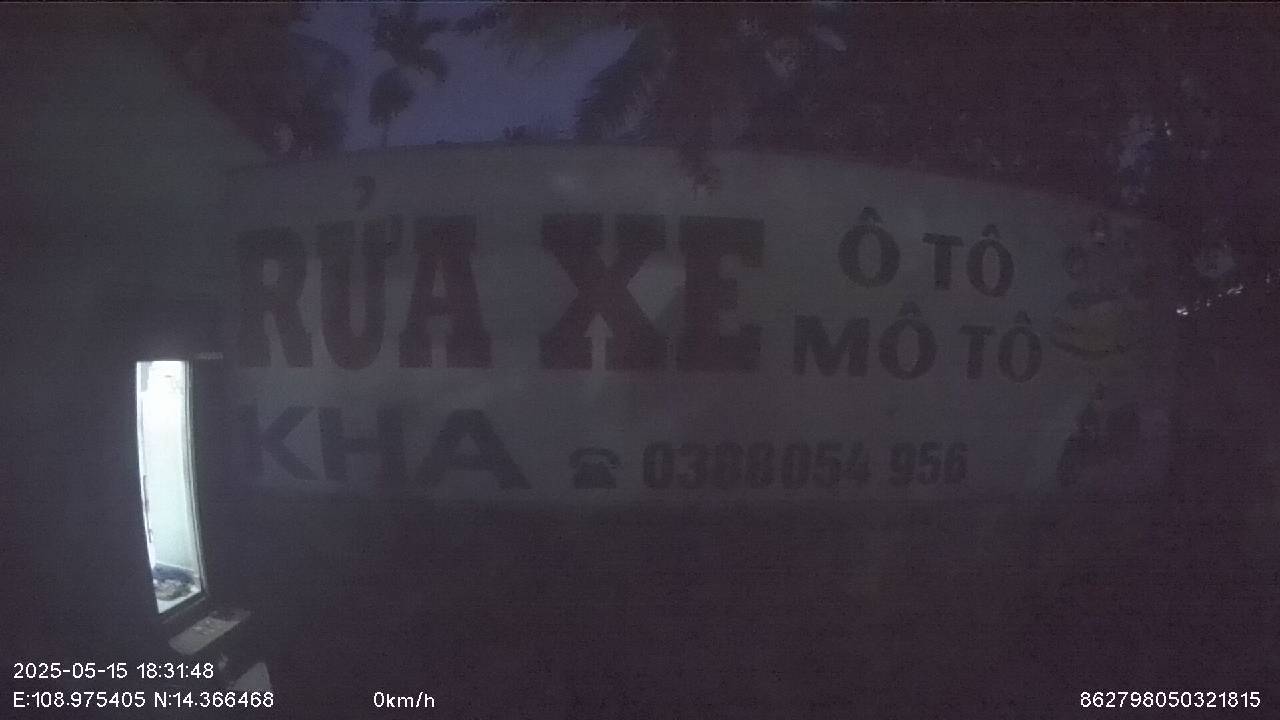 RỬA XE
Ô TÔ
MÔ TÔ
KHA
0388054 956
2025-05-15 18:31:48
E:108.975405 N:14.366468
0km/h
862798050321815